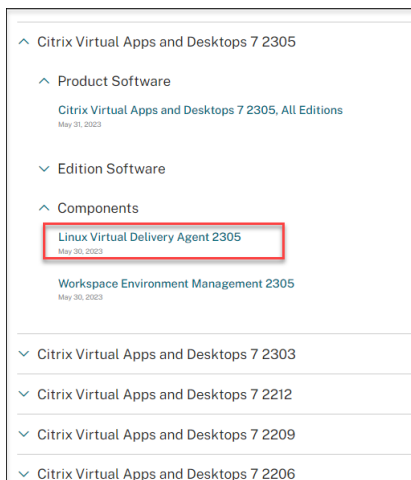 Citrix Virtual Apps and Desktops 7 2305
Product Software
Citrix Virtual Apps and Desktops 7 2305, All Editions
May 31, 2023
Edition Software
Components
Linux Virtual Delivery Agent 2305
May 30, 2023
Workspace Environment Management 2305
May 30, 2023
Citrix Virtual Apps and Desktops 7 2303
Citrix Virtual Apps and Desktops 7 2212
Citrix Virtual Apps and Desktops 7 2209
Citrix Virtual Apps and Desktops 7 2206